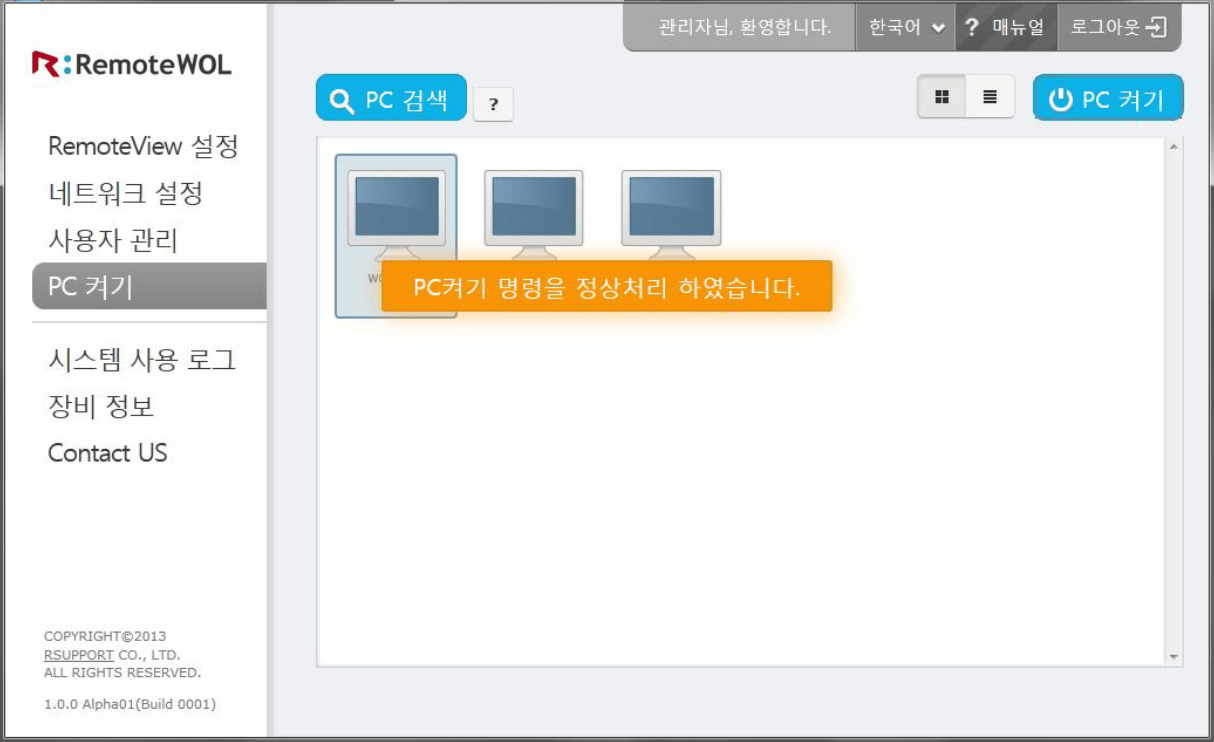 관리자님, 환영합니다.
한국어
? 매뉴얼
로그아웃
R:RemoteWOL
PC 검색
?
PC 켜기
RemoteView 설정
네트워크 설정
사용자 관리
PC 켜기
PC켜기 명령을 정상처리 하였습니다.
시스템 사용 로그
장비 정보
Contact US
COPYRIGHT©2013
RSUPPORT CO., LTD.
ALL RIGHTS RESERVED.
1.0.0 Alpha01(Build 0001)